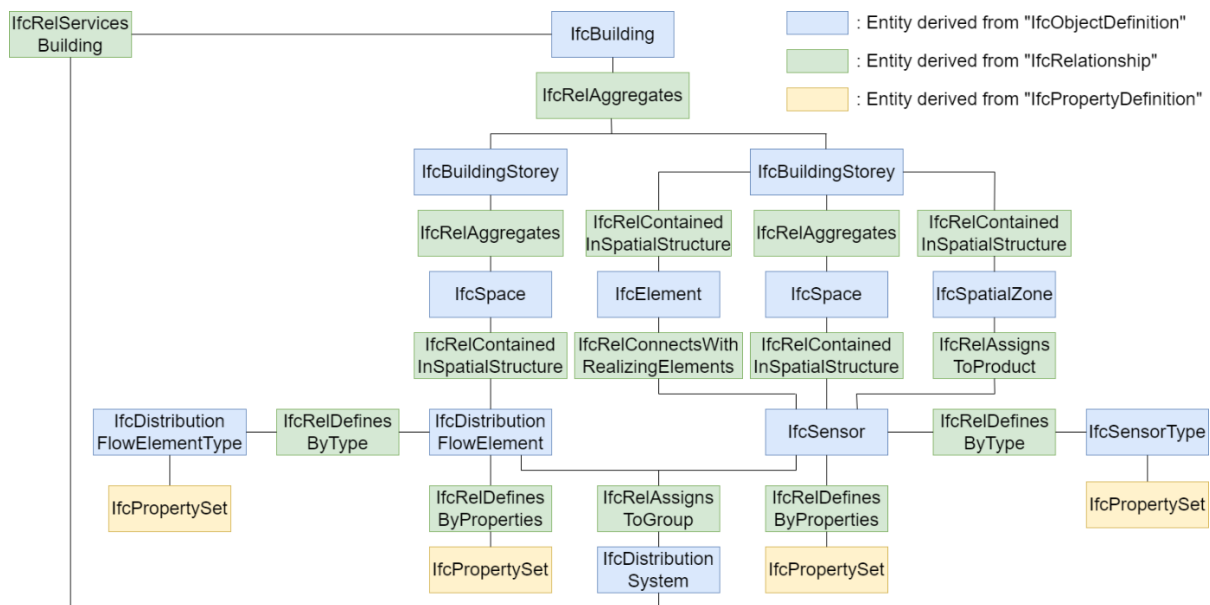 IfcRelServices
Building
IfcBuilding
: Entity derived from "IfcObjectDefinition"
: Entity derived from "IfcRelationship"
: Entity derived from "IfcPropertyDefinition"
IfcRelAggregates
IfcBuildingStorey
IfcBuildingStorey
IfcRelAggregates
IfcRelContained
InSpatialStructure
IfcRelAggregates
IfcRelContained
InSpatialStructure
IfcSpace
IfcElement
IfcSpace
IfcSpatialZone
IfcRelContained
InSpatialStructure
IfcRelConnectsWith
RealizingElements
IfcRelContained
InSpatialStructure
IfcRelAssigns
ToProduct
IfcDistribution
FlowElementType
IfcRelDefines
ByType
IfcDistribution
FlowElement
IfcSensor
IfcRelDefines
ByType
IfcSensorType
IfcPropertySet
IfcRelDefines
ByProperties
IfcRelAssigns
ToGroup
IfcRelDefines
ByProperties
IfcPropertySet
IfcPropertySet
IfcDistribution
System
IfcPropertySet